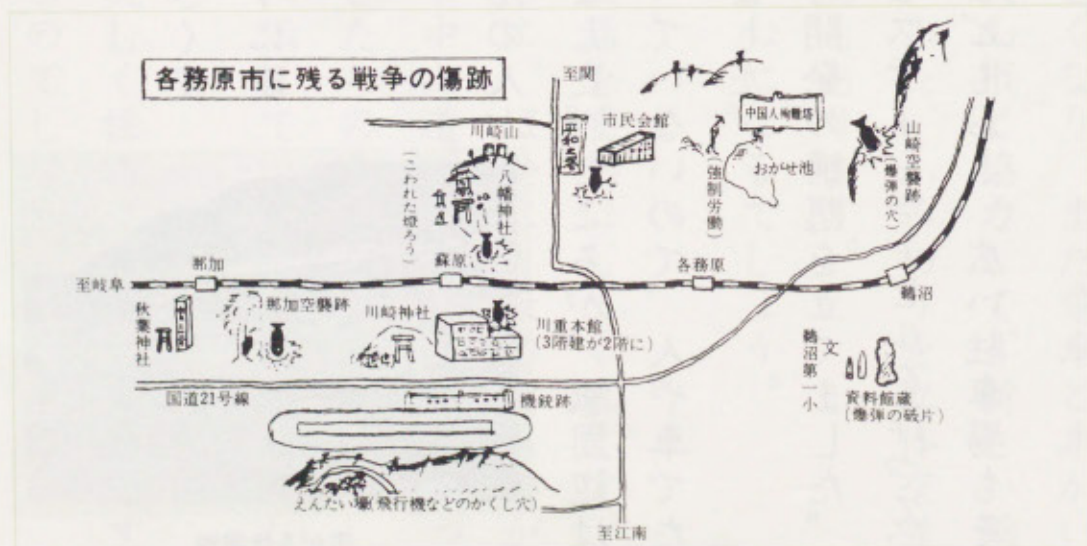 各務原市に残る戦争の傷跡
至関
市民会館
平和之礎
中国人殉難塔
おがせ池
(強制労働)
山崎空襲跡
(爆弾の穴)
川崎山
八幡神社
(こわれた燈ろう)
那加
蘇原
各務原
鵜沼
至岐阜
秋葉神社
那加空襲跡
川崎神社
川重本館
(3階建が2階に)
国道21号線
機銃跡
鵜沼第一小
文
資料館蔵
(爆弾の破片)
えんたい壕(飛行機などのかくし穴)
至江南